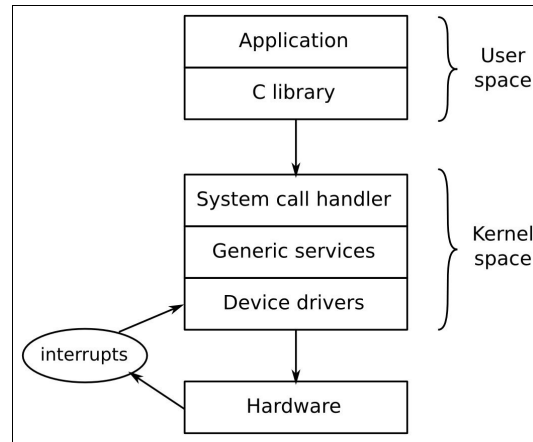 Application
C library
User
space
System call handler
Generic services
Device drivers
Kernel
space
interrupts
Hardware